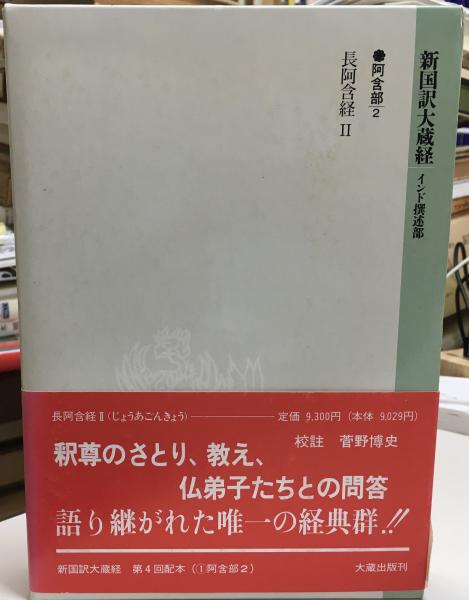 新国訳大蔵経
インド撰述部
阿含部 2
長阿含経 II
長阿含経Ⅱ(じょうあごんきょう) 定価 9,300円 (本体 9,029円)
校註 菅野博史
釈尊のさとり、教え、
仏弟子たちとの問答
語り継がれた唯一の経典群!!
新国訳大蔵経 第4回配本 (①阿含部2) 大蔵出版刊